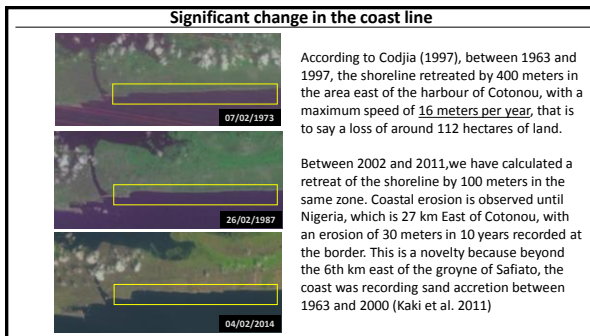 Significant change in the coast line
07/02/1973
26/02/1987
04/02/2014
According to Codjia (1997), between 1963 and
1997, the shoreline retreated by 400 meters in
the area east of the harbour of Cotonou, with a
maximum speed of 16 meters per year, that is
to say a loss of around 112 hectares of land.
Between 2002 and 2011,we have calculated a
retreat of the shoreline by 100 meters in the
same zone. Coastal erosion is observed until
Nigeria, which is 27 km East of Cotonou, with
an erosion of 30 meters in 10 years recorded at
the border. This is a novelty because beyond
the 6th km east of the groyne of Safiato, the
coast was recording sand accretion between
1963 and 2000 (Kaki et al. 2011)